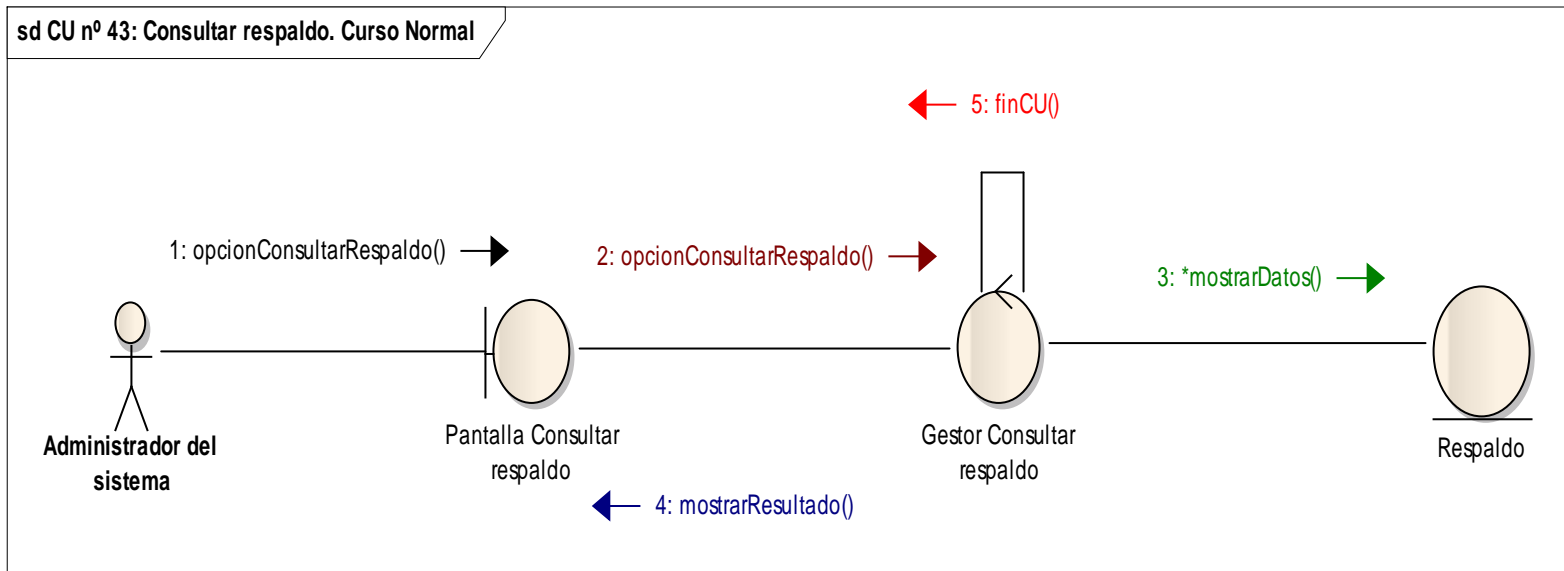 sd CU nº 43: Consultar respaldo. Curso Normal
5: finCU()
1: opcionConsultarRespaldo()
2: opcionConsultarRespaldo()
3: *mostrarDatos()
Administrador del
sistema
Pantalla Consultar
respaldo
Gestor Consultar
respaldo
Respaldo
4: mostrarResultado()